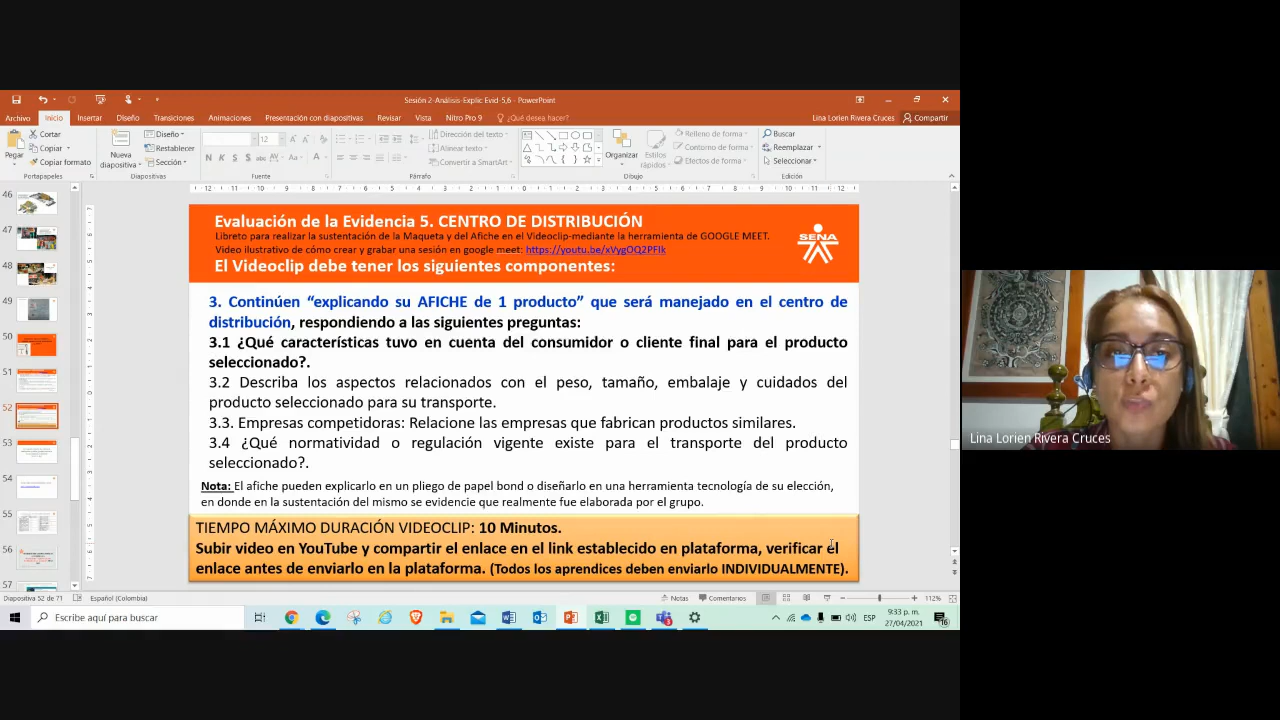 Sesión 2-Análisis-Explic Evid-5,6 - PowerPoint
Archivo Inicio Insertar Diseño Transiciones Animaciones Presentación con diapositivas Revisar Vista Nitro Pro 9 ¿Qué desea hacer? Lina Lorien Rivera Cruces Compartir
Pegar
Cortar
Copiar
Copiar formato
Portapapeles
Nueva diapositiva
Diseño
Restablecer
Sección
Diapositivas
12
Fuente
Dirección del texto
Alinear texto
Convertir a SmartArt
Párrafo
Organizar
Estilos rápidos
Relleno de forma
Contorno de forma
Efectos de forma
Dibujo
Buscar
Reemplazar
Seleccionar
Edición
46
47
48
49
50
51
52
53
54
55
56
57
Evaluación de la Evidencia 5. CENTRO DE DISTRIBUCIÓN
Libreto para realizar la sustentación de la Maqueta y del Afiche en el Videoclip-mediante la herramienta de GOOGLE MEET.
Video ilustrativo de cómo crear y grabar una sesión en google meet: https://youtu.be/xVygOQ2PFIk
El Videoclip debe tener los siguientes componentes:
SENA
3. Continúen “explicando su AFICHE de 1 producto” que será manejado en el centro de
distribución, respondiendo a las siguientes preguntas:
3.1 ¿Qué características tuvo en cuenta del consumidor o cliente final para el producto
seleccionado?.
3.2 Describa los aspectos relacionados con el peso, tamaño, embalaje y cuidados del
producto seleccionado para su transporte.
3.3. Empresas competidoras: Relacione las empresas que fabrican productos similares.
3.4 ¿Qué normatividad o regulación vigente existe para el transporte del producto
seleccionado?.
Nota: El afiche pueden explicarlo en un pliego de papel bond o diseñarlo en una herramienta tecnología de su elección,
en donde en la sustentación del mismo se evidencie que realmente fue elaborada por el grupo.
TIEMPO MÁXIMO DURACIÓN VIDEOCLIP: 10 Minutos.
Subir video en YouTube y compartir el enlace en el link establecido en plataforma, verificar el
enlace antes de enviarlo en la plataforma. (Todos los aprendices deben enviarlo INDIVIDUALMENTE).
Diapositiva 52 de 71 Español (Colombia) Notas Comentarios 112%
Escribe aquí para buscar
ESP
9:33 p. m.
27/04/2021
16
Lina Lorien Rivera Cruces